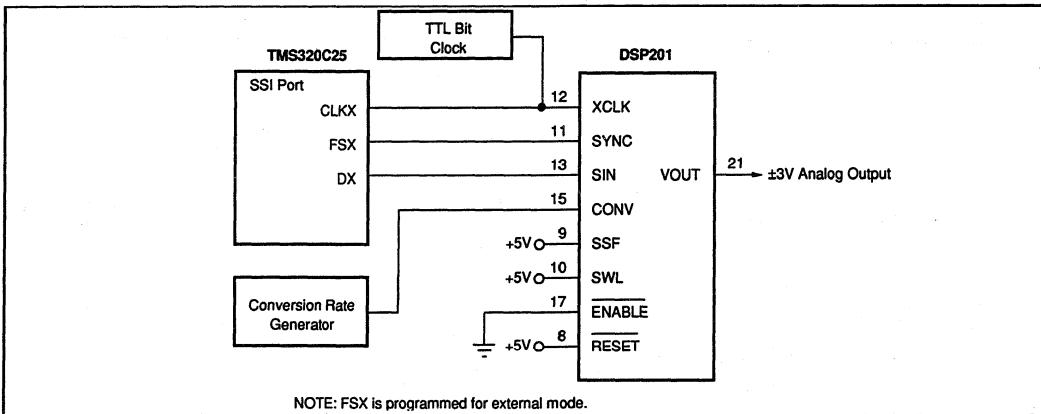 TTL Bit
Clock
TMS320C25
DSP201
SSI Port
CLKX
12
XCLK
FSX
11
SYNC
DX
13
SIN
VOUT
21
±3V Analog Output
15
CONV
+5V
9
SSF
+5V
10
SWL
Conversion Rate
Generator
17
ENABLE
+5V
8
RESET
NOTE: FSX is programmed for external mode.